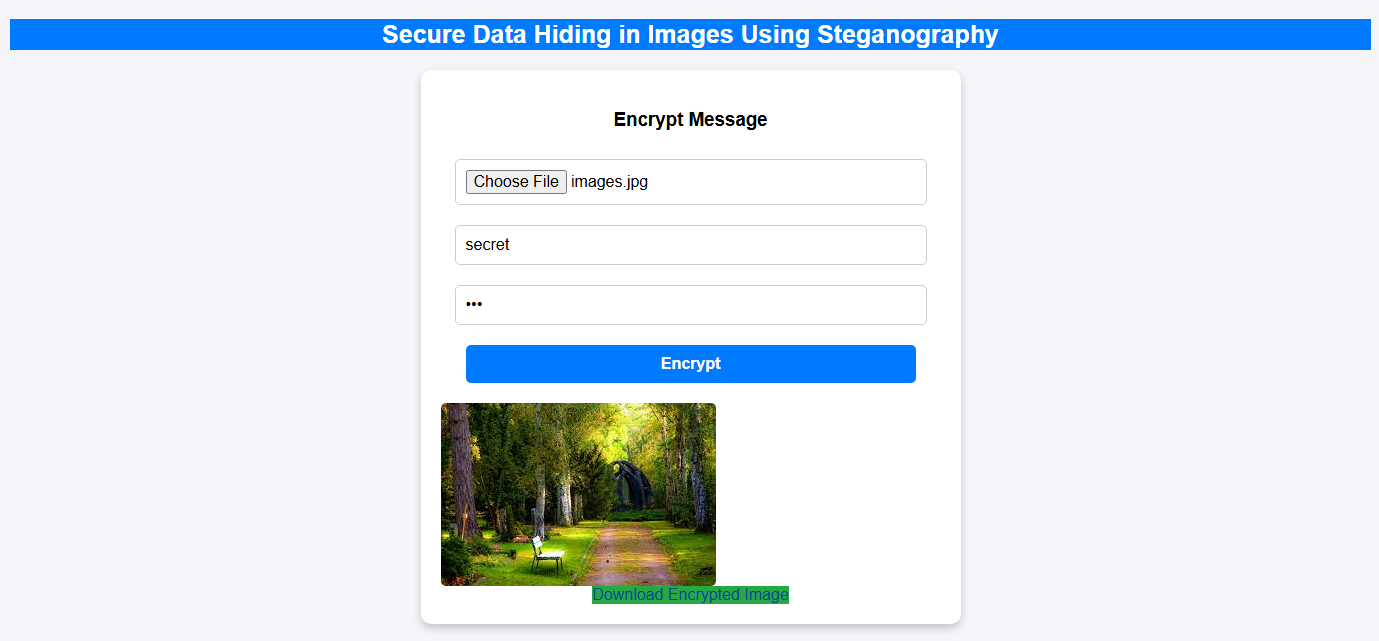 Secure Data Hiding in Images Using Steganography
Encrypt Message
Choose File images.jpg
secret
•••
Encrypt
Download Encrypted Image